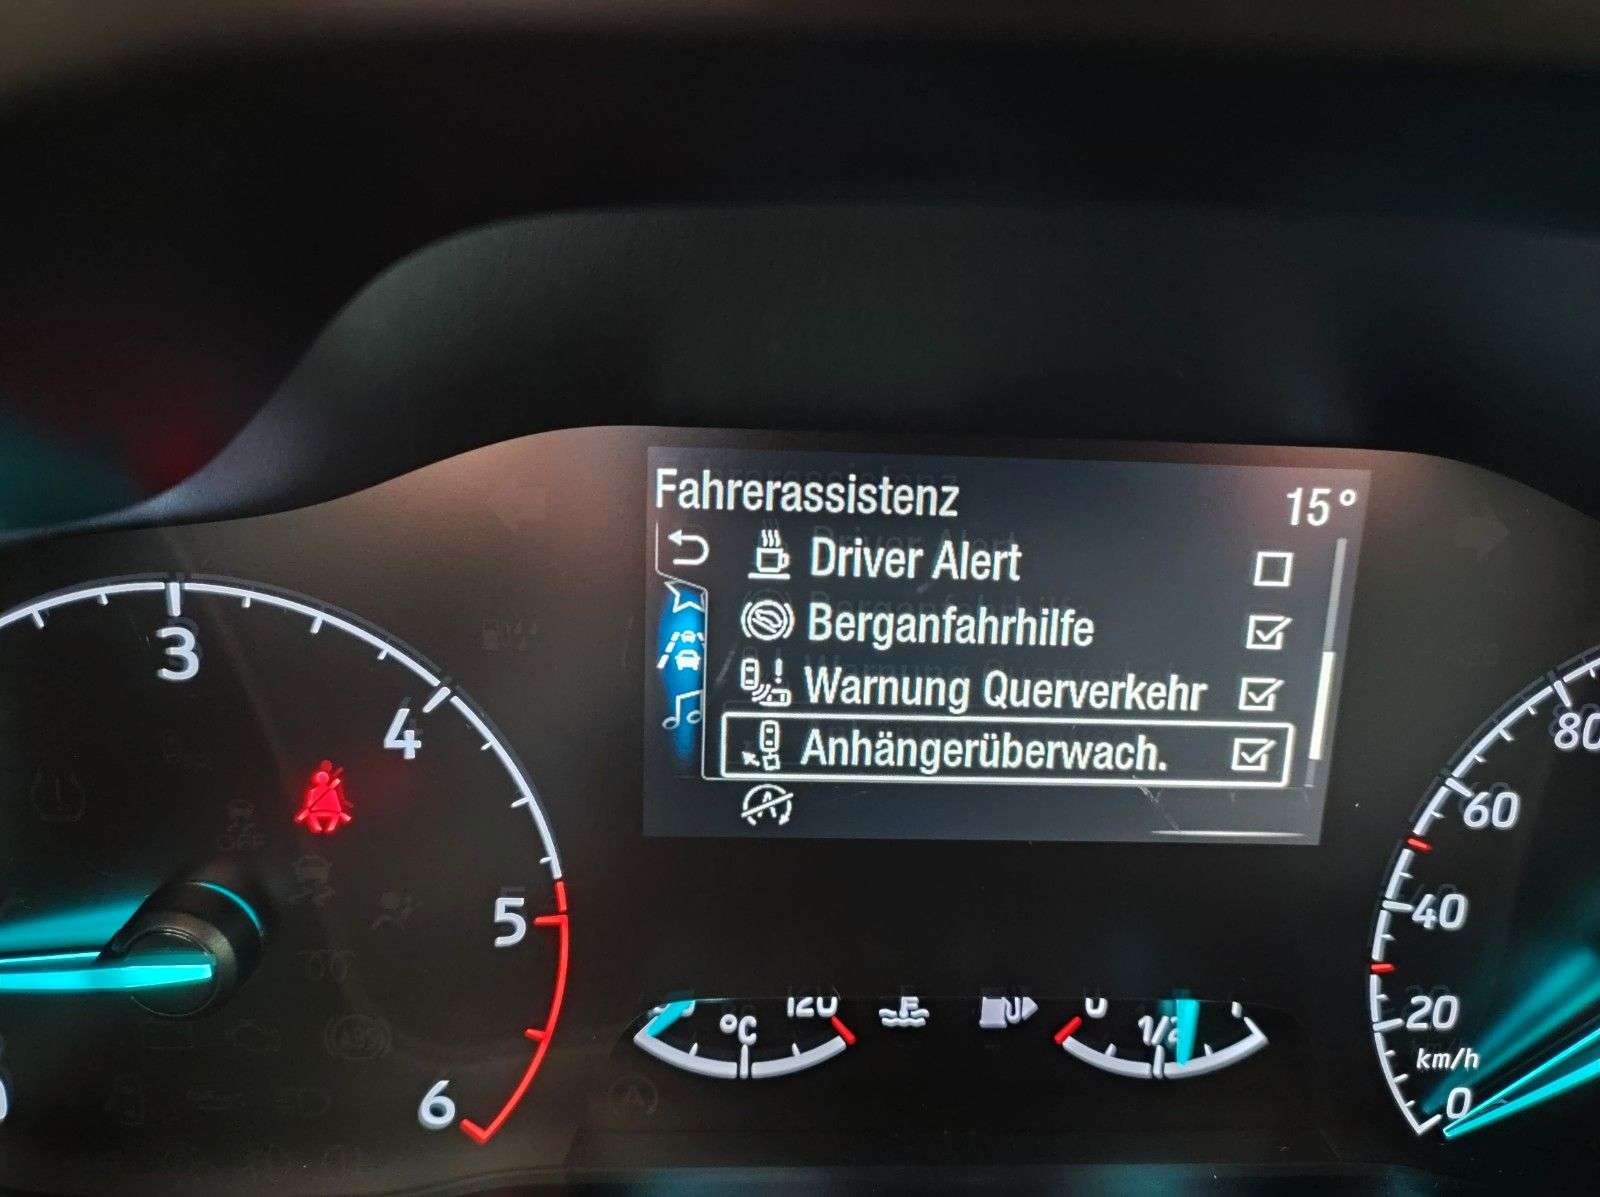 Fahrerassistenz 15°
Driver Alert
Berganfahrhilfe
Warnung Querverkehr
Anhängerüberwach.
3
4
5
6
°C 120
0 1/2 1
80
60
40
20
km/h
0